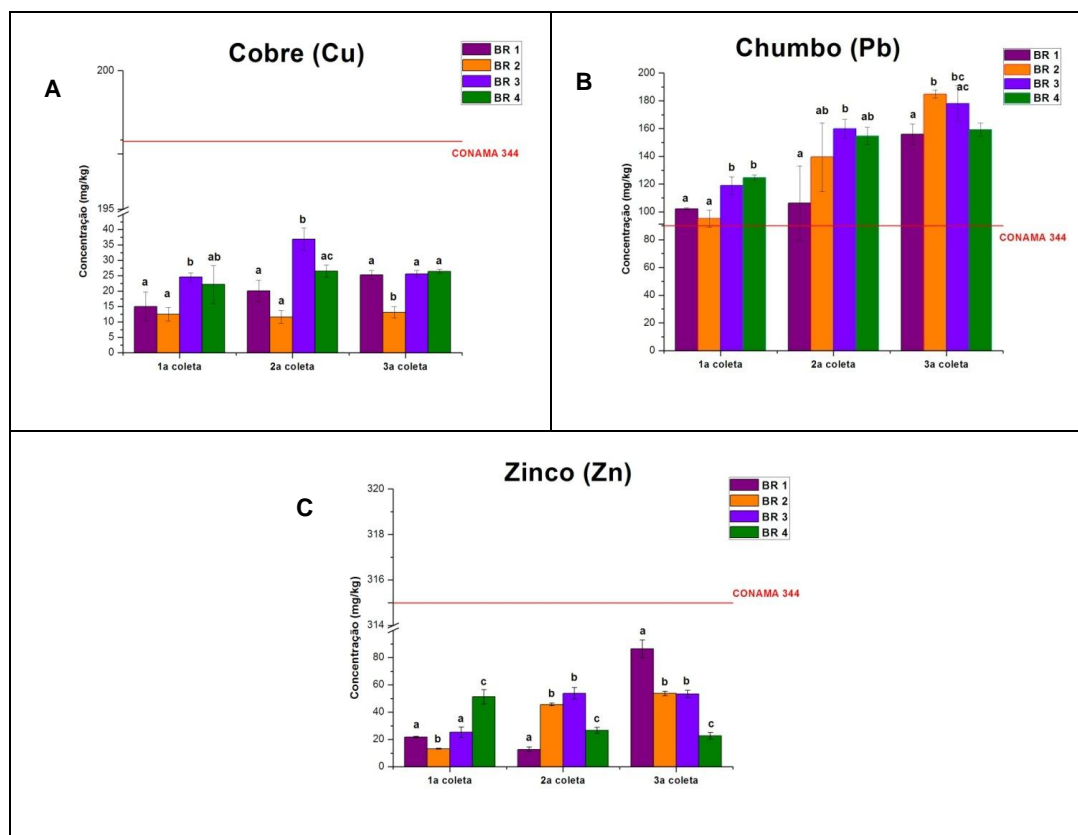 A
Cobre (Cu)
BR 1
BR 2
BR 3
BR 4
Concentração (mg/kg)
200
195
40
35
30
25
20
15
10
5
0
CONAMA 344
a a b ab
a a b ac
a b a a
1a coleta 2a coleta 3a coleta
B
Chumbo (Pb)
BR 1
BR 2
BR 3
BR 4
Concentração (mg/kg)
200
180
160
140
120
100
80
60
40
20
0
CONAMA 344
a a b b
a ab b ab
a b bc ac
1a coleta 2a coleta 3a coleta
C
Zinco (Zn)
BR 1
BR 2
BR 3
BR 4
Concentração (mg/kg)
320
318
316
314
80
60
40
20
0
CONAMA 344
a b a c
a b b c
a b b c
1a coleta 2a coleta 3a coleta